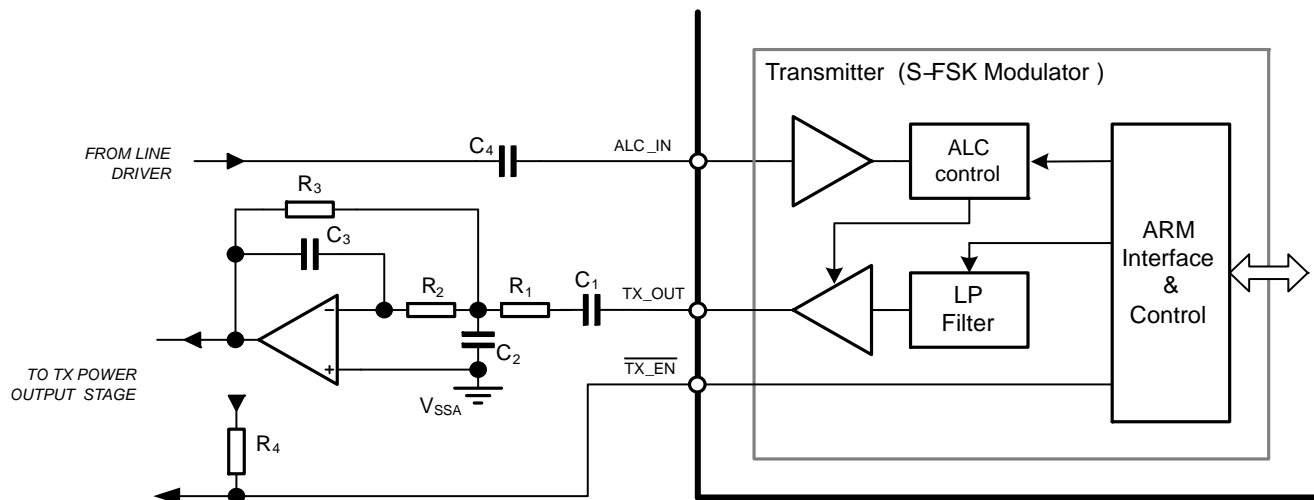 Transmitter (S-FSK Modulator )
FROM LINE
DRIVER
C4
ALC_IN
ALC
control
R3
C3
ARM
Interface
&
Control
R2
R1
C1
TX_OUT
LP
Filter
−
+
C2
TX_EN
TO TX POWER
OUTPUT STAGE
VSSA
R4